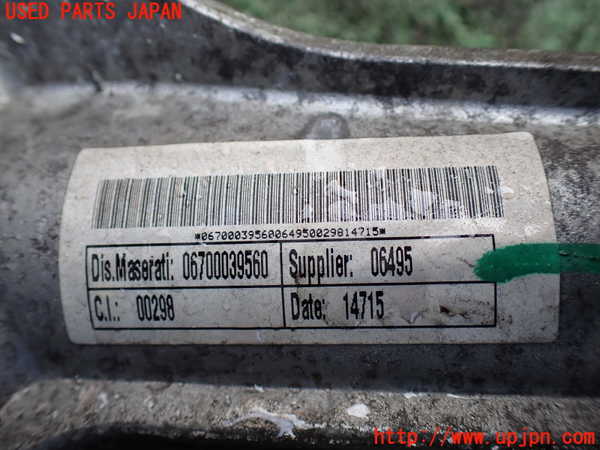 USED PARTS JAPAN
*06700039560064950029814715*
Dis.Maserati: 06700039560 Supplier: 06495
C.I.: 00298 Date: 14715
http://www.upjpn.com/